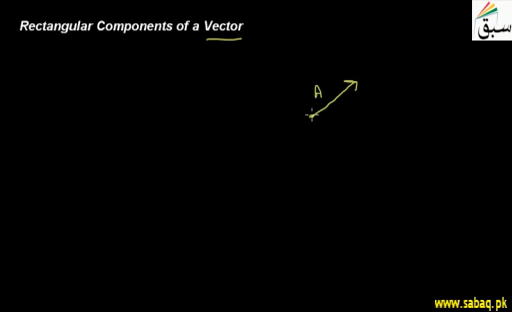 Rectangular Components of a Vector
سبق
A
www.sabaq.pk